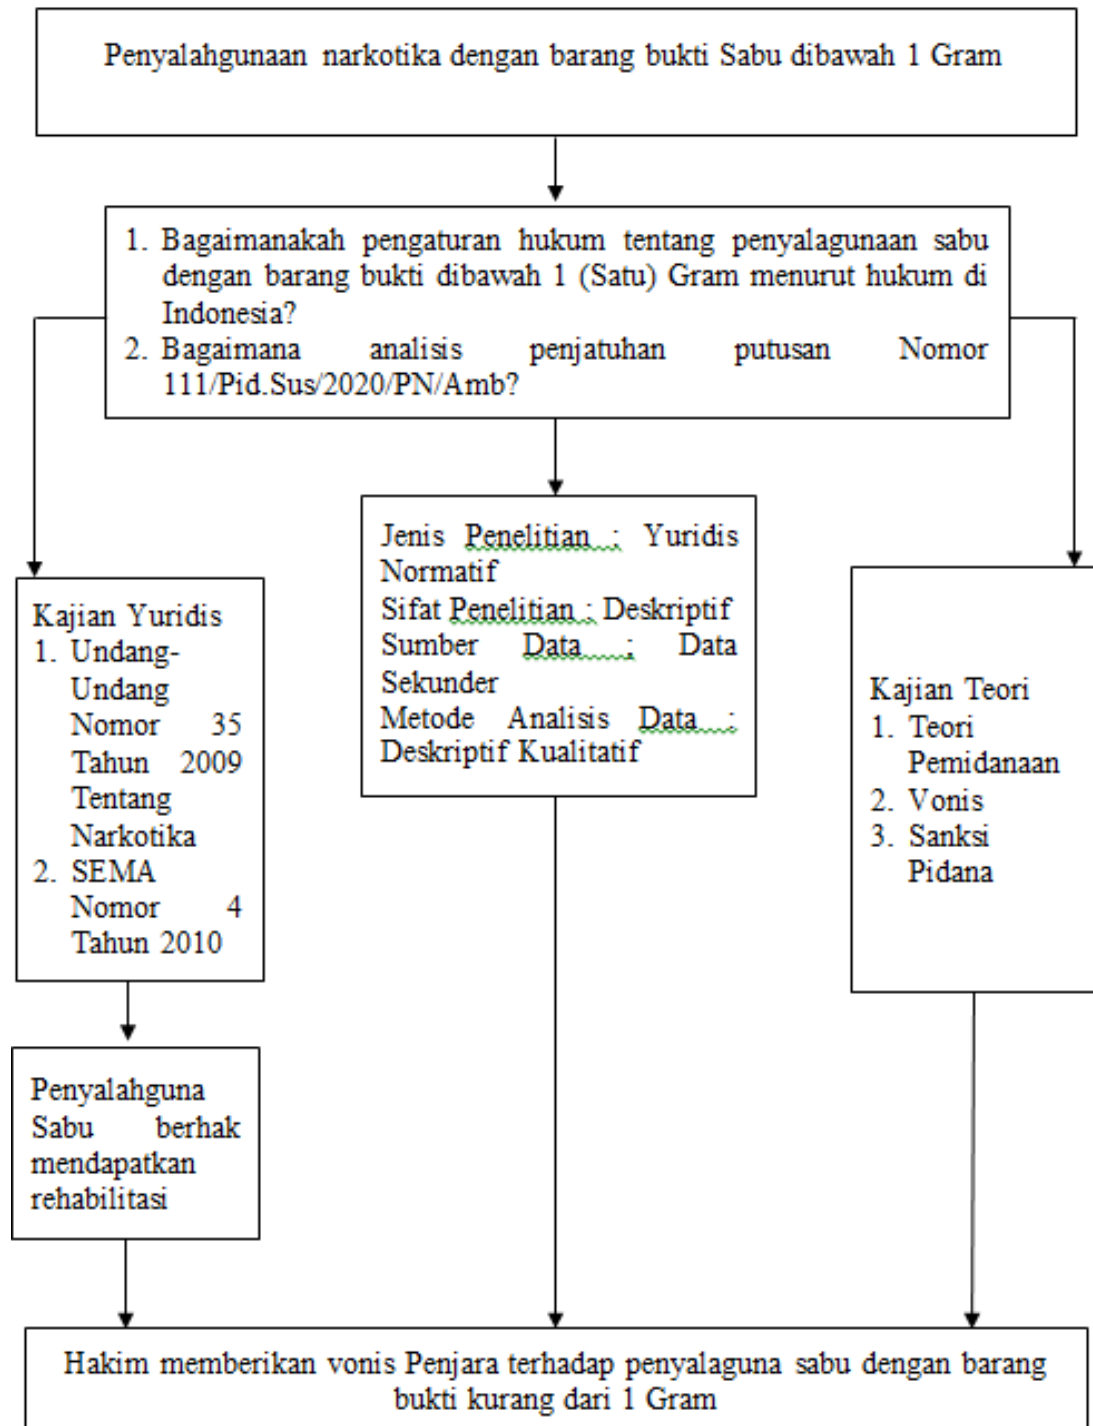 Penyalahgunaan narkotika dengan barang bukti Sabu dibawah 1 Gram
1. Bagaimanakah pengaturan hukum tentang penyalagunaan sabu
dengan barang bukti dibawah 1 (Satu) Gram menurut hukum di
Indonesia?
2. Bagaimana analisis penjatuhan putusan Nomor
111/Pid.Sus/2020/PN/Amb?
Kajian Yuridis
1. Undang-
Undang
Nomor 35
Tahun 2009
Tentang
Narkotika
2. SEMA
Nomor 4
Tahun 2010
Jenis Penelitian : Yuridis
Normatif
Sifat Penelitian : Deskriptif
Sumber Data : Data
Sekunder
Metode Analisis Data :
Deskriptif Kualitatif
Kajian Teori
1. Teori
Pemidanaan
2. Vonis
3. Sanksi
Pidana
Penyalahguna
Sabu berhak
mendapatkan
rehabilitasi
Hakim memberikan vonis Penjara terhadap penyalaguna sabu dengan barang
bukti kurang dari 1 Gram